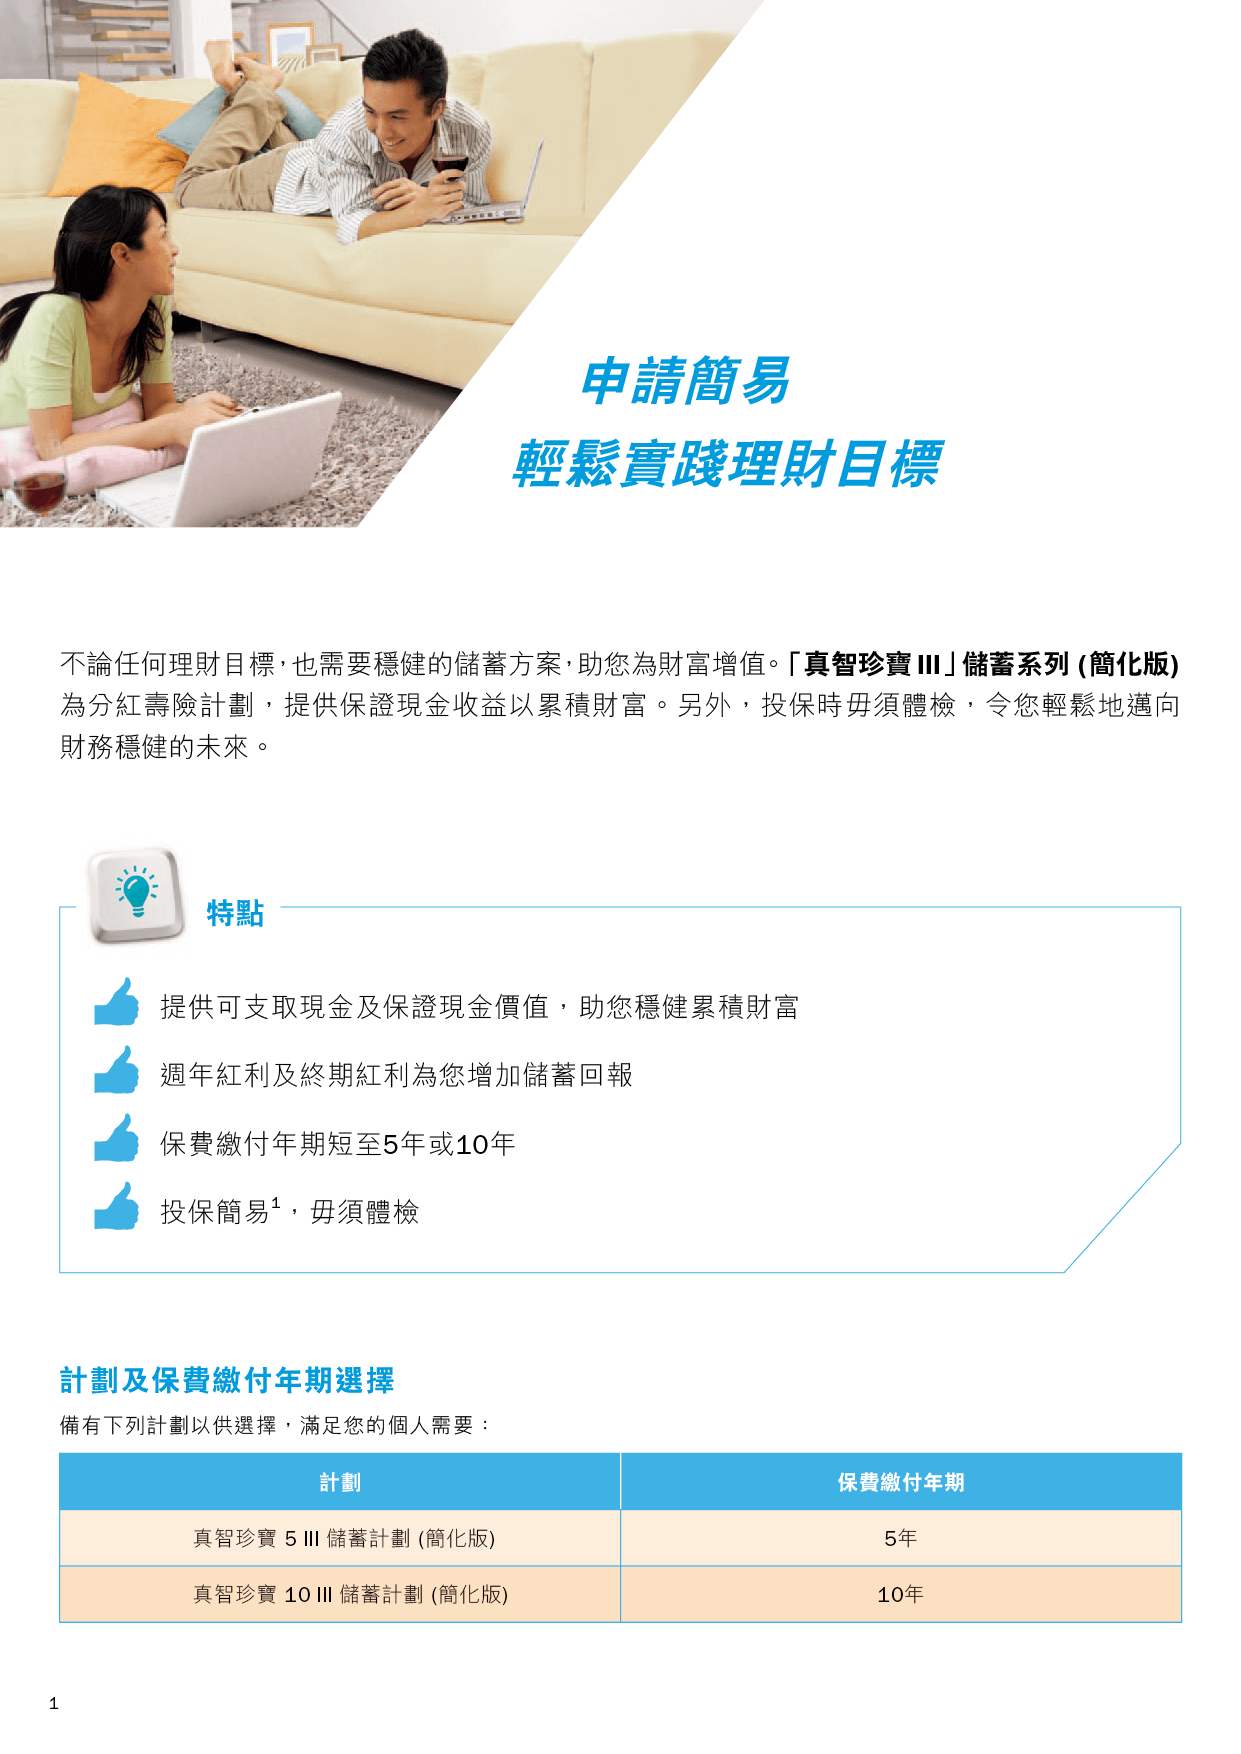 申請簡易
輕鬆實踐理財目標
不論任何理財目標，也需要穩健的儲蓄方案，助您為財富增值。「真智珍寶 III」儲蓄系列 (簡化版)
為分紅壽險計劃，提供保證現金收益以累積財富。另外，投保時毋須體檢，令您輕鬆地邁向
財務穩健的未來。
特點
提供可支取現金及保證現金價值，助您穩健累積財富
週年紅利及終期紅利為您增加儲蓄回報
保費繳付年期短至5年或10年
投保簡易¹，毋須體檢
計劃及保費繳付年期選擇
備有下列計劃以供選擇，滿足您的個人需要：
計劃 保費繳付年期
真智珍寶 5 III 儲蓄計劃 (簡化版) 5年
真智珍寶 10 III 儲蓄計劃 (簡化版) 10年
1